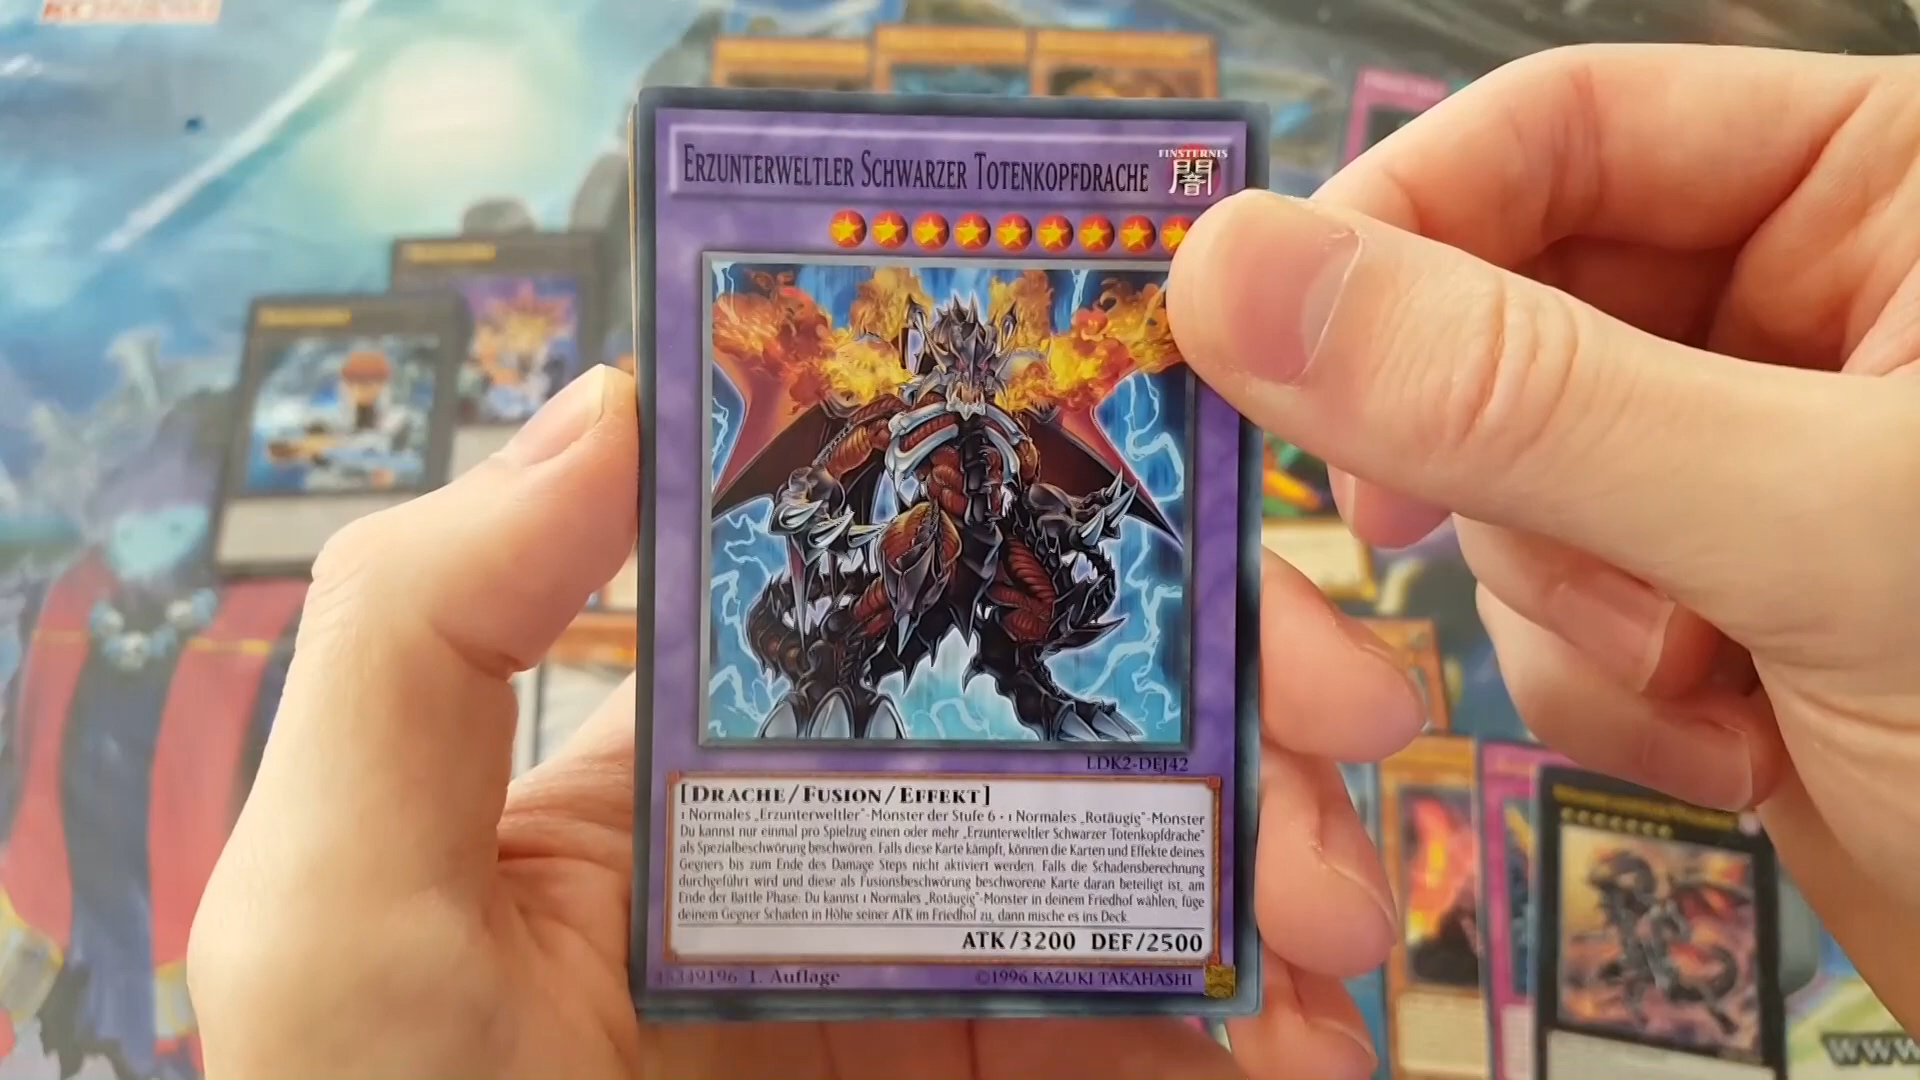 Erzunterweltler Schwarzer Totenkopfdrache
FINSTERNIS
闇
LDK2-DEJ42
[Drache/Fusion/Effekt]
1 Normales „Erzunterweltler"-Monster der Stufe 6 + 1 Normales „Rotäugig"-Monster
Du kannst nur einmal pro Spielzug einen oder mehr „Erzunterweltler Schwarzer Totenkopfdrache"
als Spezialbeschwörung beschwören. Falls diese Karte kämpft, können die Karten und Effekte deines
Gegners bis zum Ende des Damage Steps nicht aktiviert werden. Falls die Schadensberechnung
durchgeführt wird und diese als Fusionsbeschwörung beschworene Karte daran beteiligt ist, am
Ende der Battle Phase: Du kannst 1 Normales „Rotäugig"-Monster in deinem Friedhof wählen; füge
deinem Gegner Schaden in Höhe seiner ATK im Friedhof zu, dann mische es ins Deck.
ATK/3200 DEF/2500
45349196 1. Auflage
©1996 KAZUKI TAKAHASHI
www